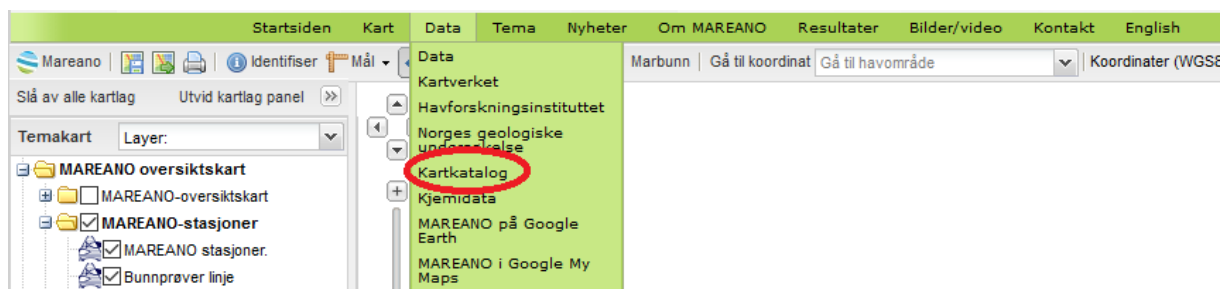 Startsiden Kart Data Tema Nyheter Om MAREANO Resultater Bilder/video Kontakt English
Mareano Identifiser Mål Marbunn Gå til koordinat Gå til havområde Koordinater (WGS8
Slå av alle kartlag Utvid kartlag panel
Temakart Layer:
MAREANO oversiktskart
MAREANO-oversiktskart
MAREANO-stasjoner
MAREANO stasjoner.
Bunnprøver linje
Data
Kartverket
Havforskningsinstituttet
Norges geologiske
undersøkelse
Kartkatalog
Kjemidata
MAREANO på Google
Earth
MAREANO i Google My
Maps